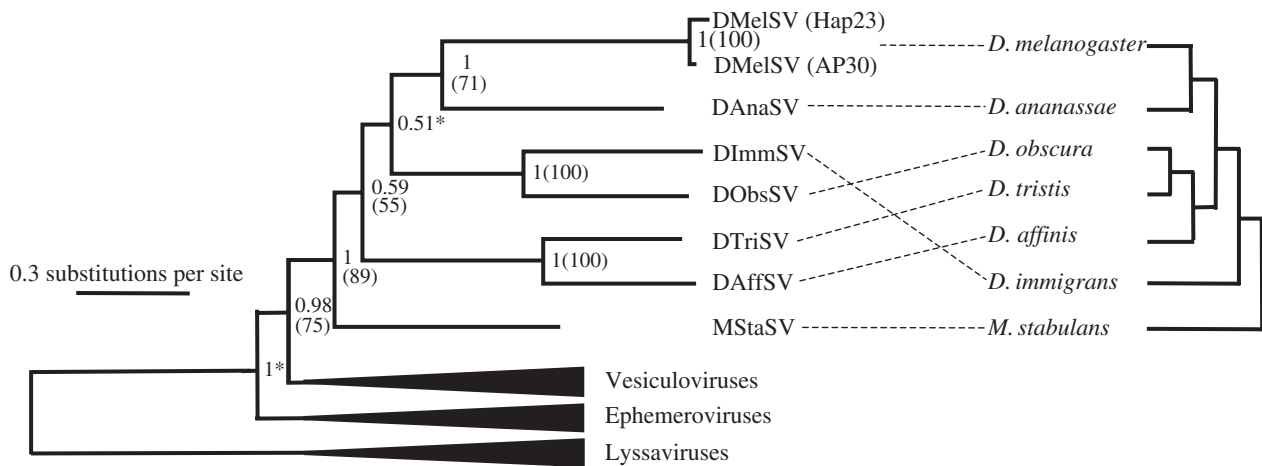 DMelSV (Hap23)
1(100)
D. melanogaster
DMelSV (AP30)
1
(71)
DAnaSV
D. ananassae
0.51*
DImmSV
D. obscura
1(100)
0.59
(55)
DObsSV
D. tristis
DTriSV
D. affinis
1
(89)
1(100)
0.3 substitutions per site
DAffSV
D. immigrans
0.98
(75)
MStaSV
M. stabulans
1*
Vesiculoviruses
Ephemeroviruses
Lyssaviruses